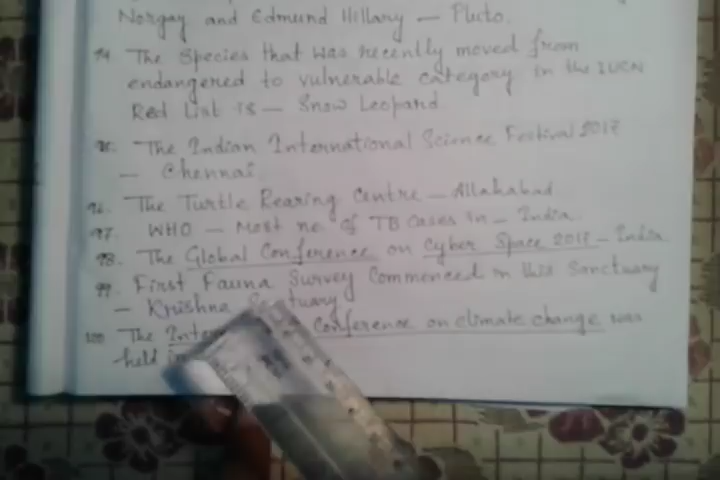 Norgay and Edmund Hillary — Pluto.
94. The Species that was recently moved from
endangered to vulnerable category in the IUCN
Red List is — Snow Leopard
95. The Indian International Science Festival 2017
— Chennai
96. The Turtle Rearing Centre — Allahabad
97. WHO — Most no. of TB Cases in — India.
98. The Global Conference on Cyber Space 2017 — India
99. First Fauna Survey Commenced in this Sanctuary
— Krishna
100. The Conference on climate change was
held